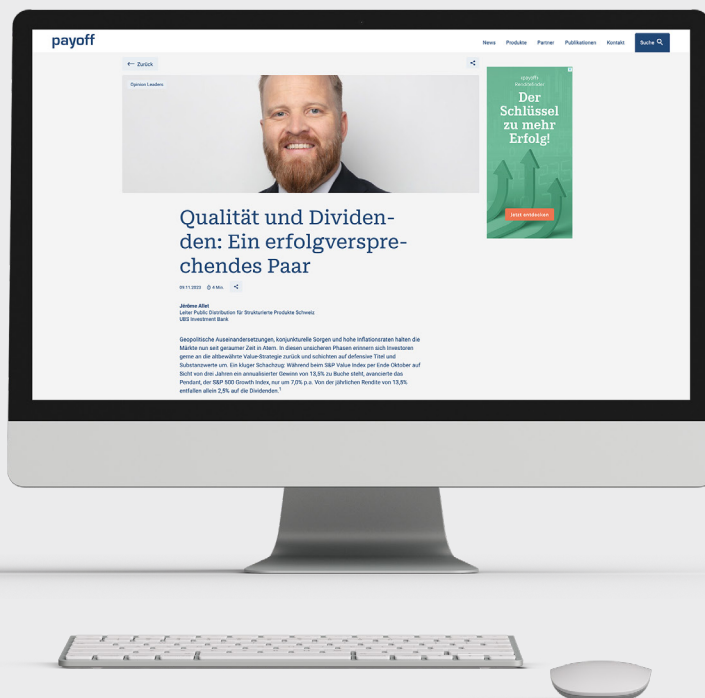 payoff
News Produkte Partner Publikationen Kontakt Suche
← Zurück
Opinion Leaders
payoff
Der
Schlüssel
zu mehr
Erfolg!
Jetzt entdecken
Qualität und Dividen-
den: Ein erfolgverspre-
chendes Paar
09.11.2023 4 Min.
Jérôme Allet
Leiter Public Distribution für Strukturierte Produkte Schweiz
UBS Investment Bank
Geopolitische Auseinandersetzungen, konjunkturelle Sorgen und hohe Inflationsraten halten die
Märkte nun seit geraumer Zeit in Atem. In diesen unsicheren Phasen erinnern sich Investoren
gerne an die altbewährte Value-Strategie zurück und schichten auf defensive Titel und
Substanzwerte um. Ein kluger Schachzug: Während beim S&P Value Index per Ende Oktober auf
Sicht von drei Jahren ein annualisierter Gewinn von 13,5% zu Buche steht, avancierte das
Pendant, der S&P 500 Growth Index, nur um 7,0% p.a. Von der jährlichen Rendite von 13,5%
entfallen allein 2,5% auf die Dividenden.¹